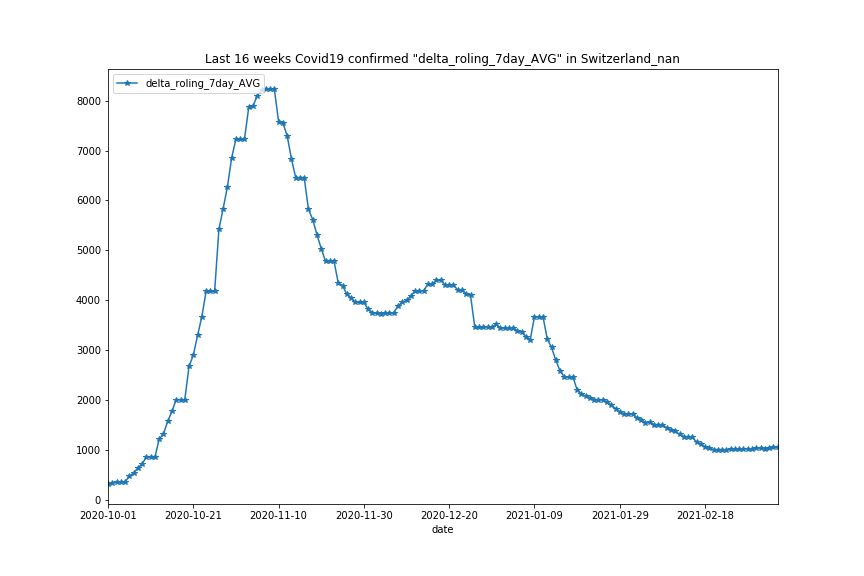 Last 16 weeks Covid19 confirmed "delta_roling_7day_AVG" in Switzerland_nan
delta_roling_7day_AVG
8000
7000
6000
5000
4000
3000
2000
1000
0
2020-10-01 2020-10-21 2020-11-10 2020-11-30 2020-12-20 2021-01-09 2021-01-29 2021-02-18
date